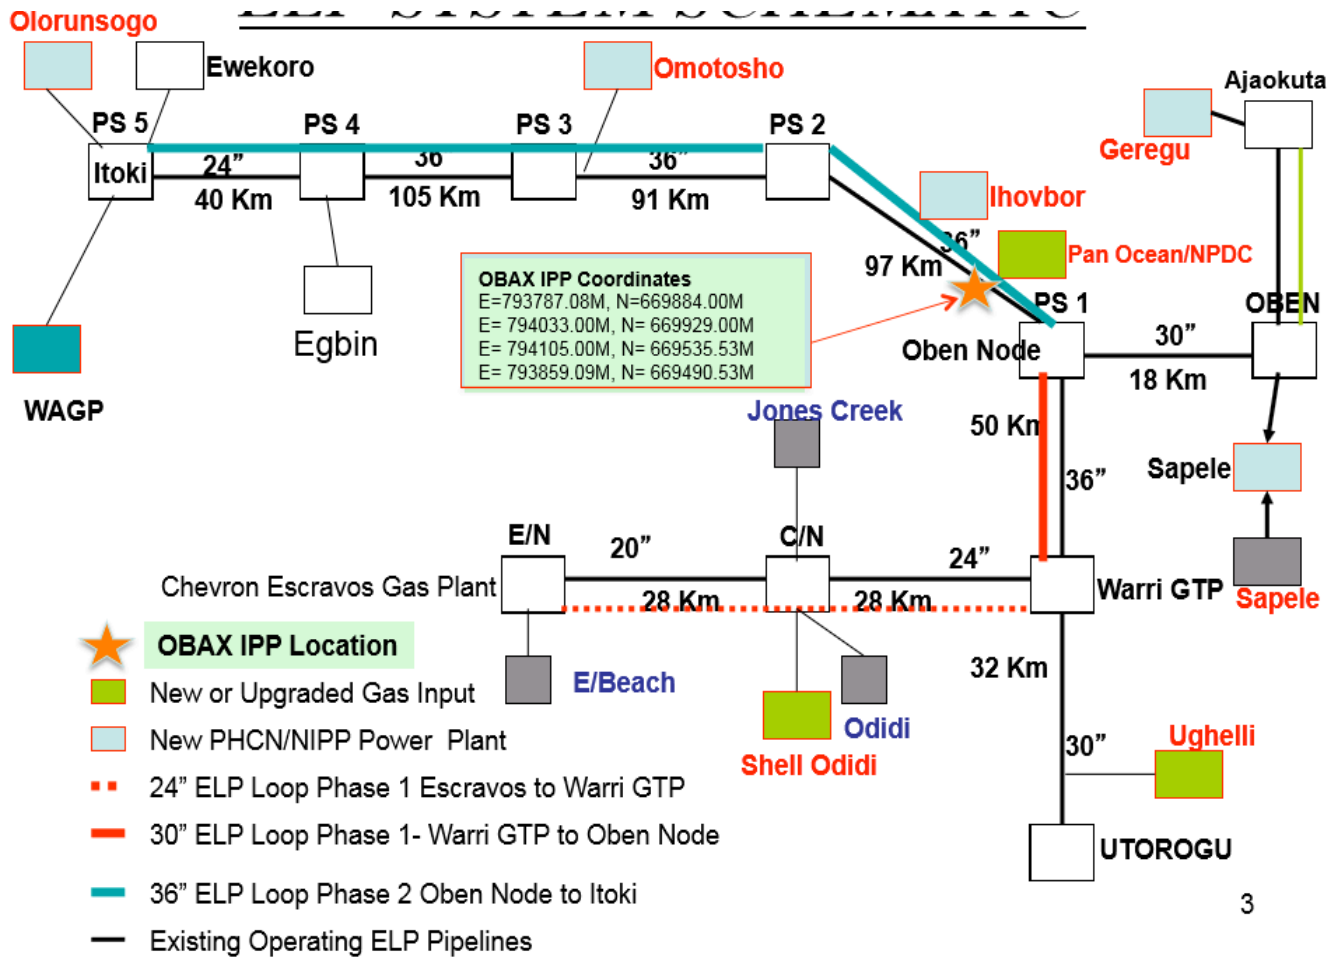 ELP SYSTEM SCHEMATIC
Olorunsogo
Ewekoro
Omotosho
Ajaokuta
Geregu
PS 5
PS 4
PS 3
PS 2
Itoki
24”
40 Km
36
105 Km
36”
91 Km
Ihovbor
36”
97 Km
Pan Ocean/NPDC
OBAX IPP Coordinates
E=793787.08M, N=669884.00M
E= 794033.00M, N= 669929.00M
E= 794105.00M, N= 669535.53M
E= 793859.09M, N= 669490.53M
PS 1
OBEN
Oben Node
30”
18 Km
Egbin
WAGP
Jones Creek
50 Km
36”
Sapele
E/N
20”
C/N
24”
Chevron Escravos Gas Plant
28 Km
28 Km
Warri GTP
Sapele
OBAX IPP Location
E/Beach
32 Km
New or Upgraded Gas Input
Odidi
Shell Odidi
30”
Ughelli
New PHCN/NIPP Power Plant
24” ELP Loop Phase 1 Escravos to Warri GTP
30” ELP Loop Phase 1- Warri GTP to Oben Node
UTOROGU
36” ELP Loop Phase 2 Oben Node to Itoki
3
Existing Operating ELP Pipelines